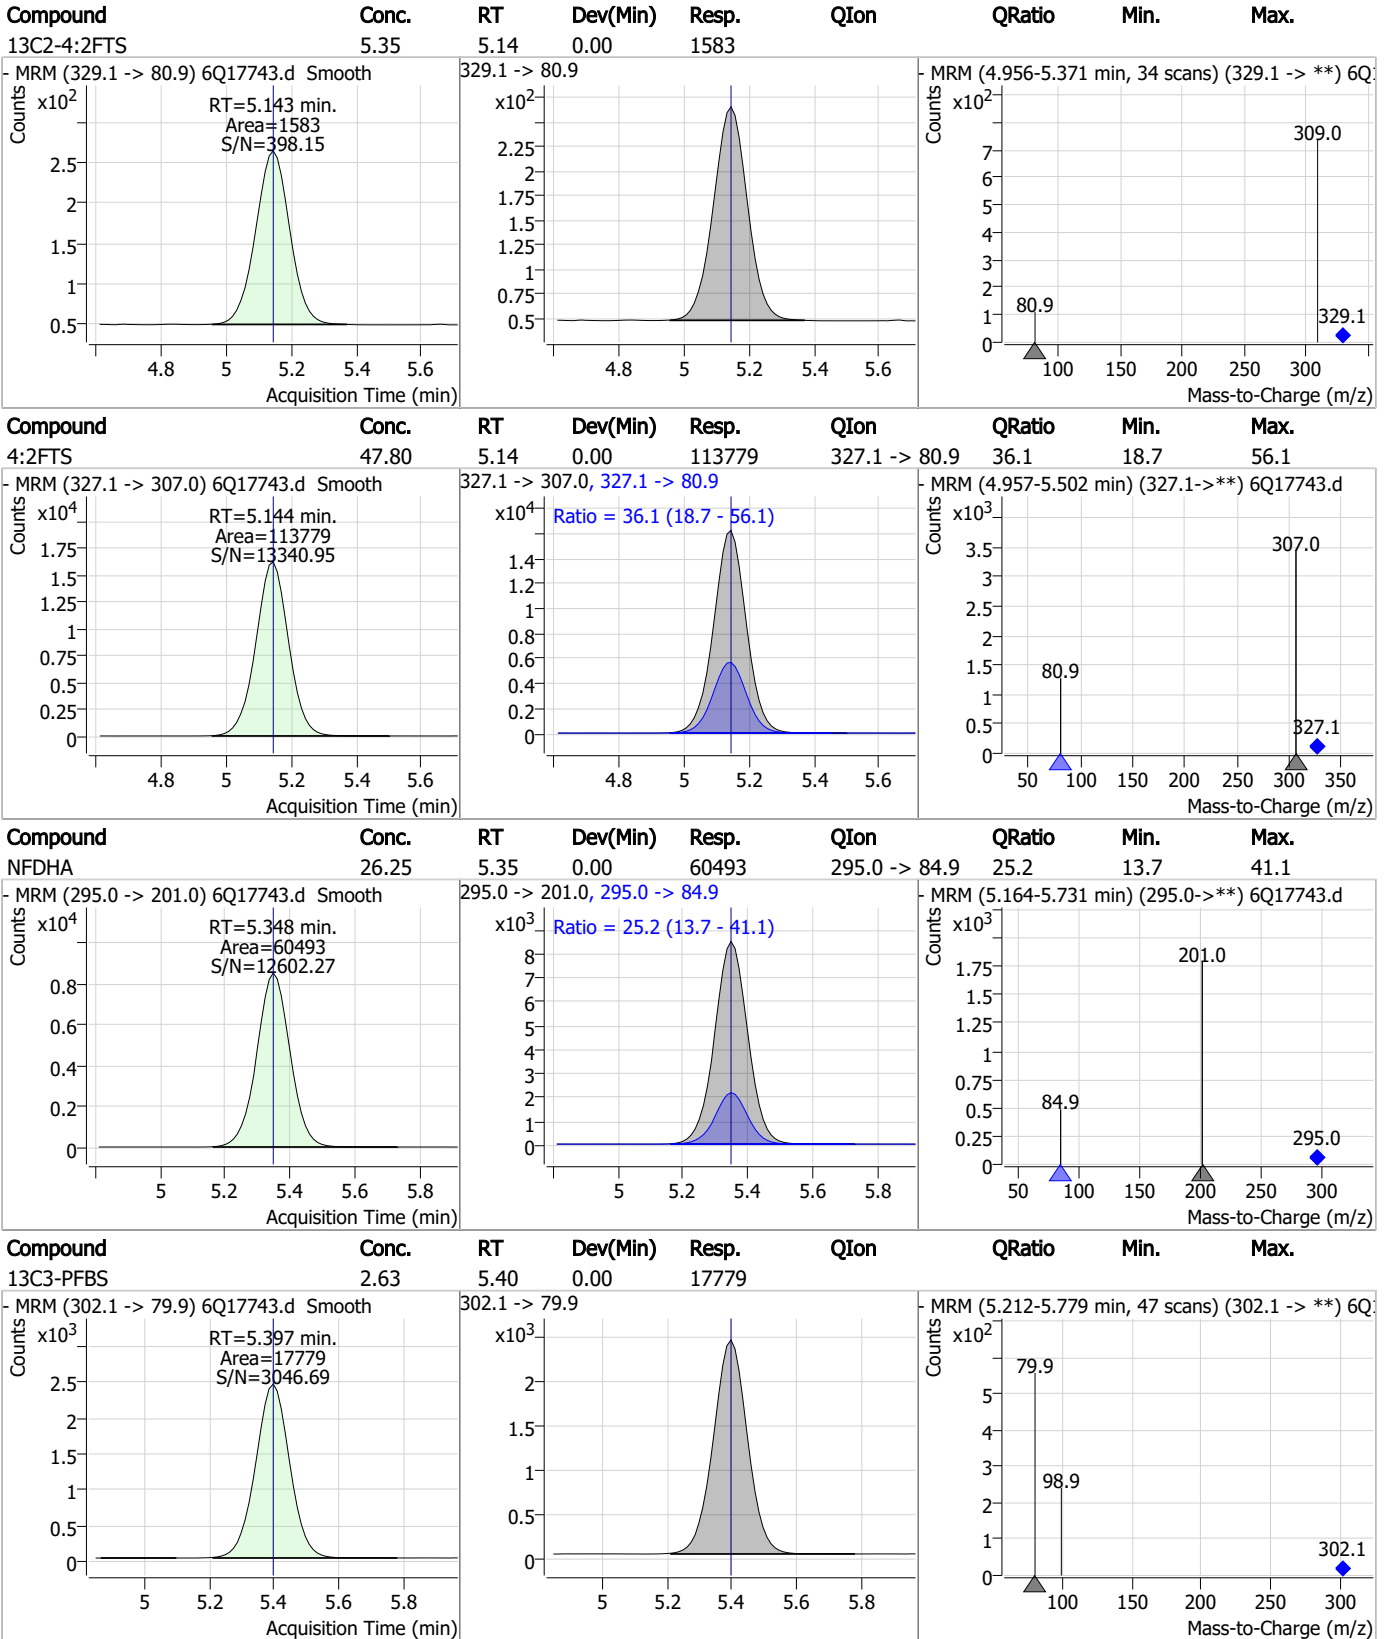 Compound Conc. RT Dev(Min) Resp. QIon QRatio Min. Max.
13C2-4:2FTS 5.35 5.14 0.00 1583
- MRM (329.1 -> 80.9) 6Q17743.d Smooth
Counts
x10²
RT=5.143 min.
Area=1583
S/N=398.15
2.5
2
1.5
1
0.5
4.8 5 5.2 5.4 5.6
Acquisition Time (min)
329.1 -> 80.9
x10²
2.25
2
1.75
1.5
1.25
1
0.75
0.5
4.8 5 5.2 5.4 5.6
- MRM (4.956-5.371 min, 34 scans) (329.1 -> **) 6Q1
Counts
x10²
309.0
7
6
5
4
3
2
1
0
80.9
329.1
100 150 200 250 300
Mass-to-Charge (m/z)
Compound Conc. RT Dev(Min) Resp. QIon QRatio Min. Max.
4:2FTS 47.80 5.14 0.00 113779 327.1 -> 80.9 36.1 18.7 56.1
- MRM (327.1 -> 307.0) 6Q17743.d Smooth
Counts
x10⁴
RT=5.144 min.
Area=113779
S/N=13340.95
1.75
1.5
1.25
1
0.75
0.5
0.25
0
4.8 5 5.2 5.4 5.6
Acquisition Time (min)
327.1 -> 307.0, 327.1 -> 80.9
x10⁴
Ratio = 36.1 (18.7 - 56.1)
1.4
1.2
1
0.8
0.6
0.4
0.2
0
4.8 5 5.2 5.4 5.6
- MRM (4.957-5.502 min) (327.1->**) 6Q17743.d
Counts
x10³
307.0
3.5
3
2.5
2
1.5
1
0.5
0
80.9
327.1
50 100 150 200 250 300 350
Mass-to-Charge (m/z)
Compound Conc. RT Dev(Min) Resp. QIon QRatio Min. Max.
NFDHA 26.25 5.35 0.00 60493 295.0 -> 84.9 25.2 13.7 41.1
- MRM (295.0 -> 201.0) 6Q17743.d Smooth
Counts
x10⁴
RT=5.348 min.
Area=60493
S/N=12602.27
0.8
0.6
0.4
0.2
0
5 5.2 5.4 5.6 5.8
Acquisition Time (min)
295.0 -> 201.0, 295.0 -> 84.9
x10³
Ratio = 25.2 (13.7 - 41.1)
8
7
6
5
4
3
2
1
0
5 5.2 5.4 5.6 5.8
- MRM (5.164-5.731 min) (295.0->**) 6Q17743.d
Counts
x10³
201.0
1.75
1.5
1.25
1
0.75
0.5
0.25
0
84.9
295.0
50 100 150 200 250 300
Mass-to-Charge (m/z)
Compound Conc. RT Dev(Min) Resp. QIon QRatio Min. Max.
13C3-PFBS 2.63 5.40 0.00 17779
- MRM (302.1 -> 79.9) 6Q17743.d Smooth
Counts
x10³
RT=5.397 min.
Area=17779
S/N=3046.69
2.5
2
1.5
1
0.5
0
5 5.2 5.4 5.6 5.8
Acquisition Time (min)
302.1 -> 79.9
x10³
2
1.5
1
0.5
0
5 5.2 5.4 5.6 5.8
- MRM (5.212-5.779 min, 47 scans) (302.1 -> **) 6Q1
Counts
x10²
79.9
5
4
3
2
1
0
98.9
302.1
100 150 200 250 300
Mass-to-Charge (m/z)